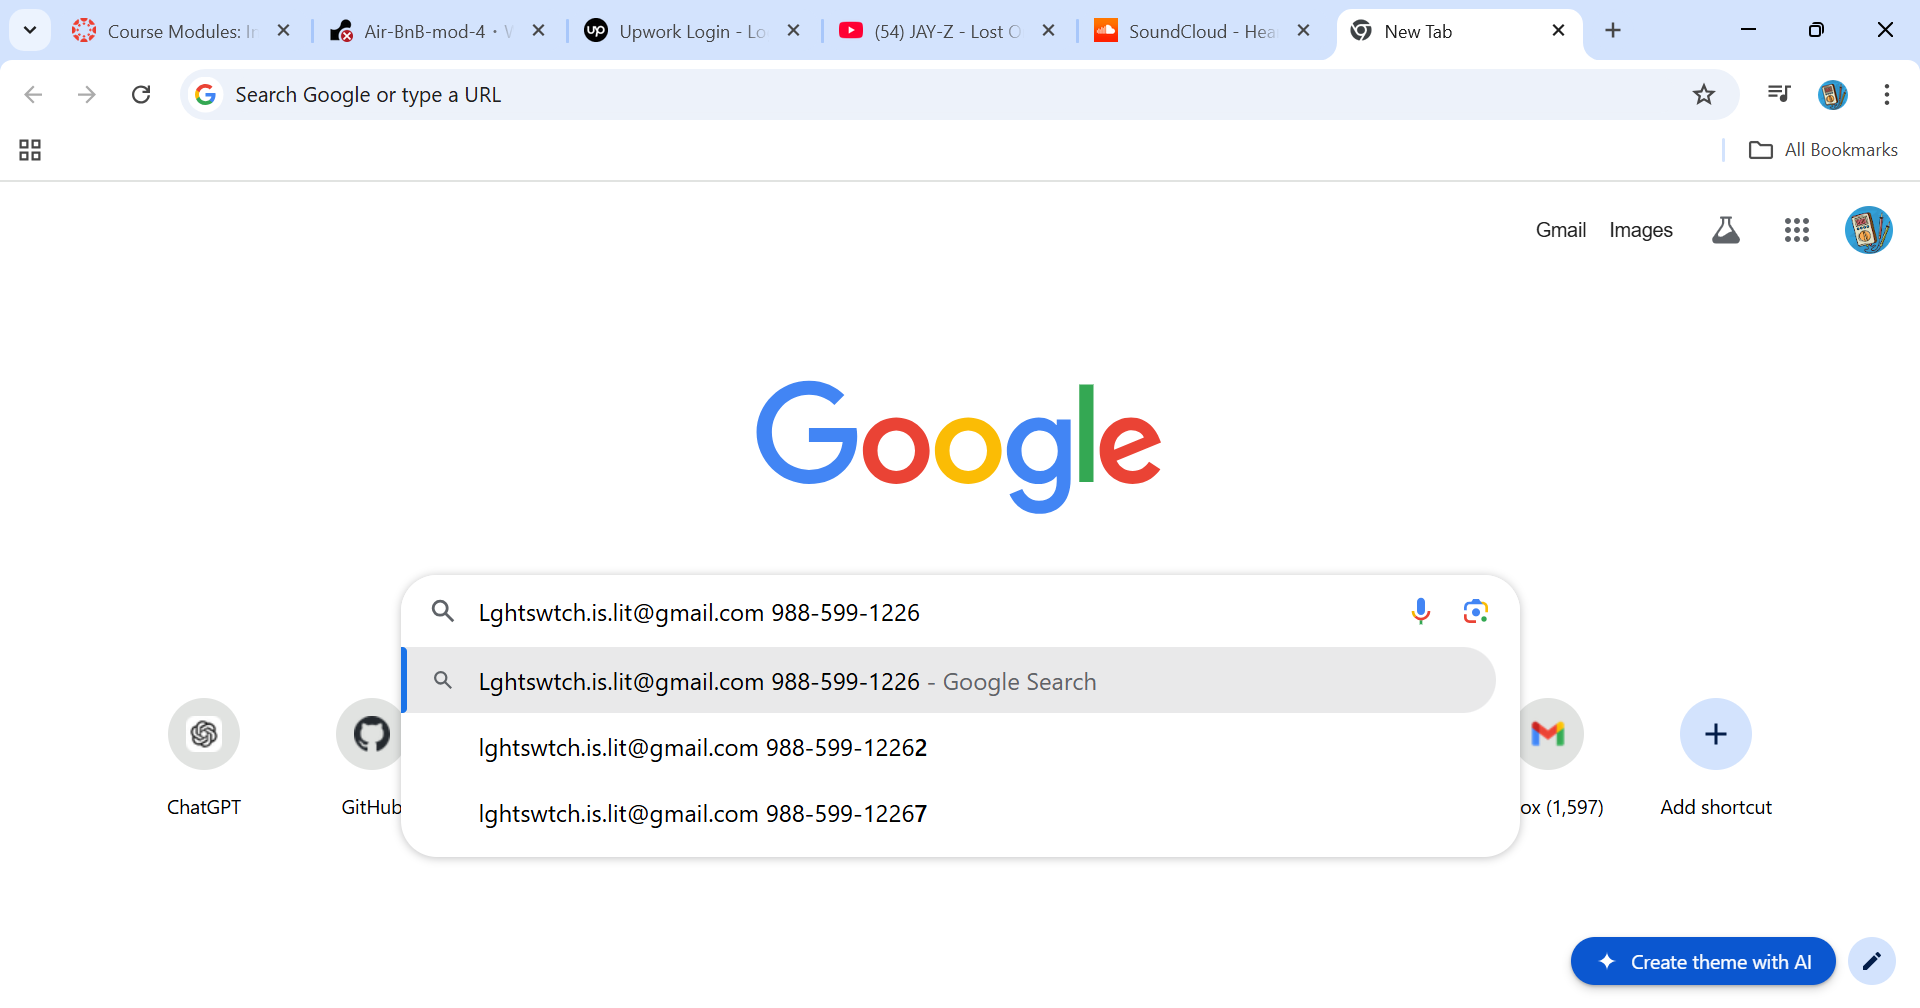 Course Modules: In
Air-BnB-mod-4 · V
Upwork Login - Lo
(54) JAY-Z - Lost O
SoundCloud - Hea
New Tab
Search Google or type a URL
All Bookmarks
Gmail
Images
Google
Lghtswtch.is.lit@gmail.com 988-599-1226
Lghtswtch.is.lit@gmail.com 988-599-1226 - Google Search
lghtswtch.is.lit@gmail.com 988-599-12262
lghtswtch.is.lit@gmail.com 988-599-12267
ChatGPT
GitHub
ox (1,597)
Add shortcut
Create theme with AI